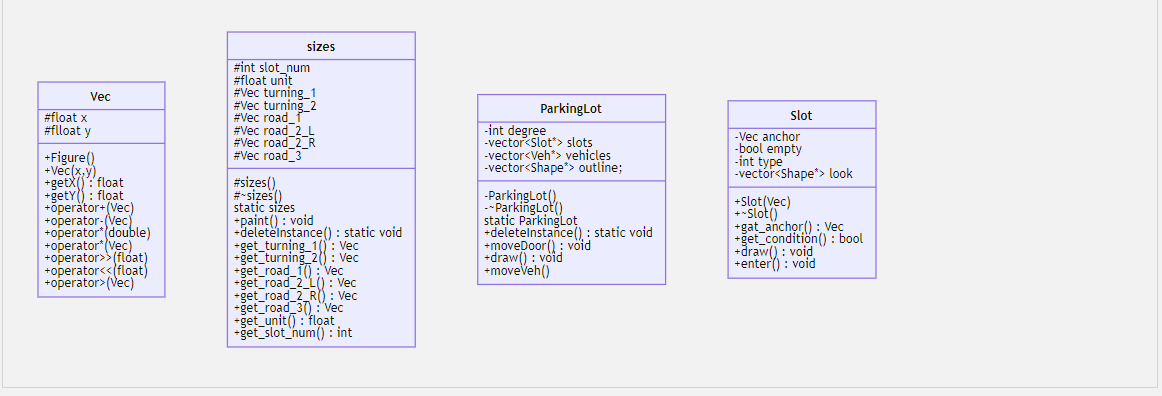 Vec
#float x
#flloat y
+Figure()
+Vec(x,y)
+getX() : float
+getY() : float
+operator+(Vec)
+operator-(Vec)
+operator*(double)
+operator*(Vec)
+operator>>(float)
+operator<<(float)
+operator>(Vec)
sizes
#int slot_num
#float unit
#Vec turning_1
#Vec turning_2
#Vec road_1
#Vec road_2_L
#Vec road_2_R
#Vec road_3
#sizes()
#~sizes()
static sizes
+paint() : void
+deleteInstance() : static void
+get_turning_1() : Vec
+get_turning_2() : Vec
+get_road_1() : Vec
+get_road_2_L() : Vec
+get_road_2_R() : Vec
+get_road_3() : Vec
+get_unit() : float
+get_slot_num() : int
ParkingLot
-int degree
-vector<Slot*> slots
-vector<Veh*> vehicles
-vector<Shape*> outline;
-ParkingLot()
-~ParkingLot()
static ParkingLot
+deleteInstance() : static void
+moveDoor() : void
+draw() : void
+moveVeh()
Slot
-Vec anchor
-bool empty
-int type
-vector<Shape*> look
+Slot(Vec)
+~Slot()
+gat_anchor() : Vec
+get_condition() : bool
+draw() : void
+enter() : void